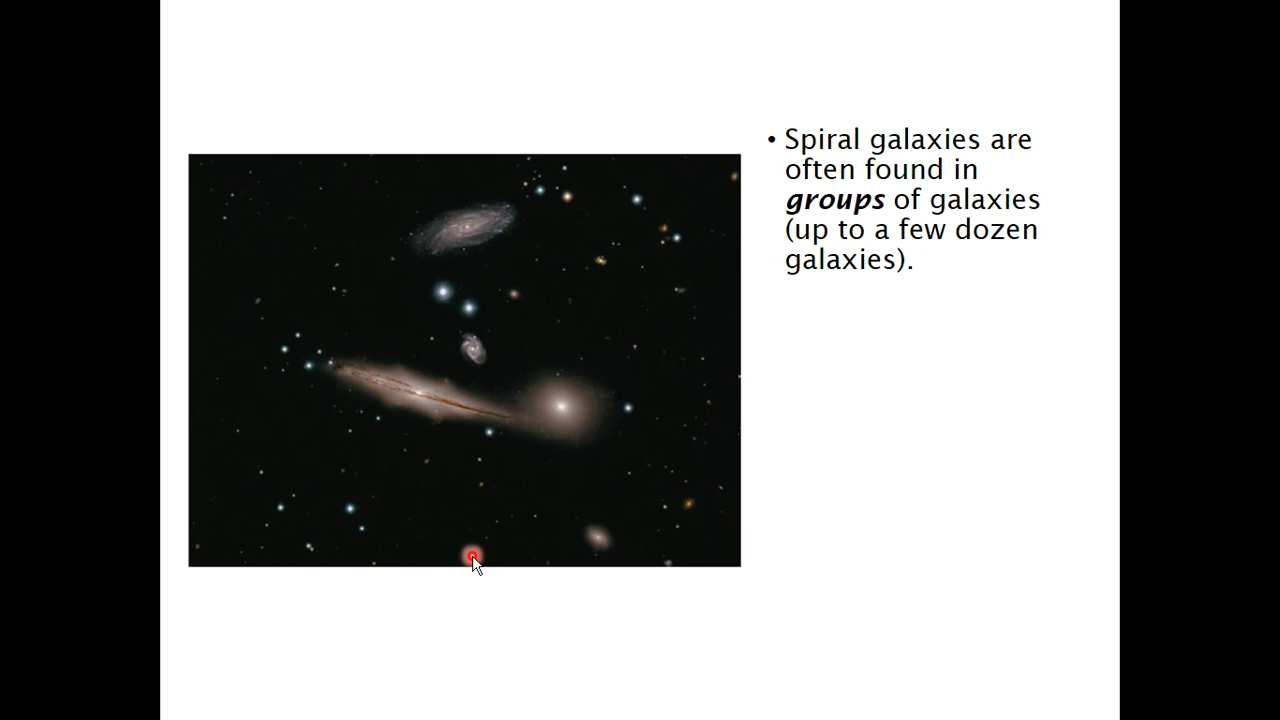 • Spiral galaxies are
often found in
groups of galaxies
(up to a few dozen
galaxies).